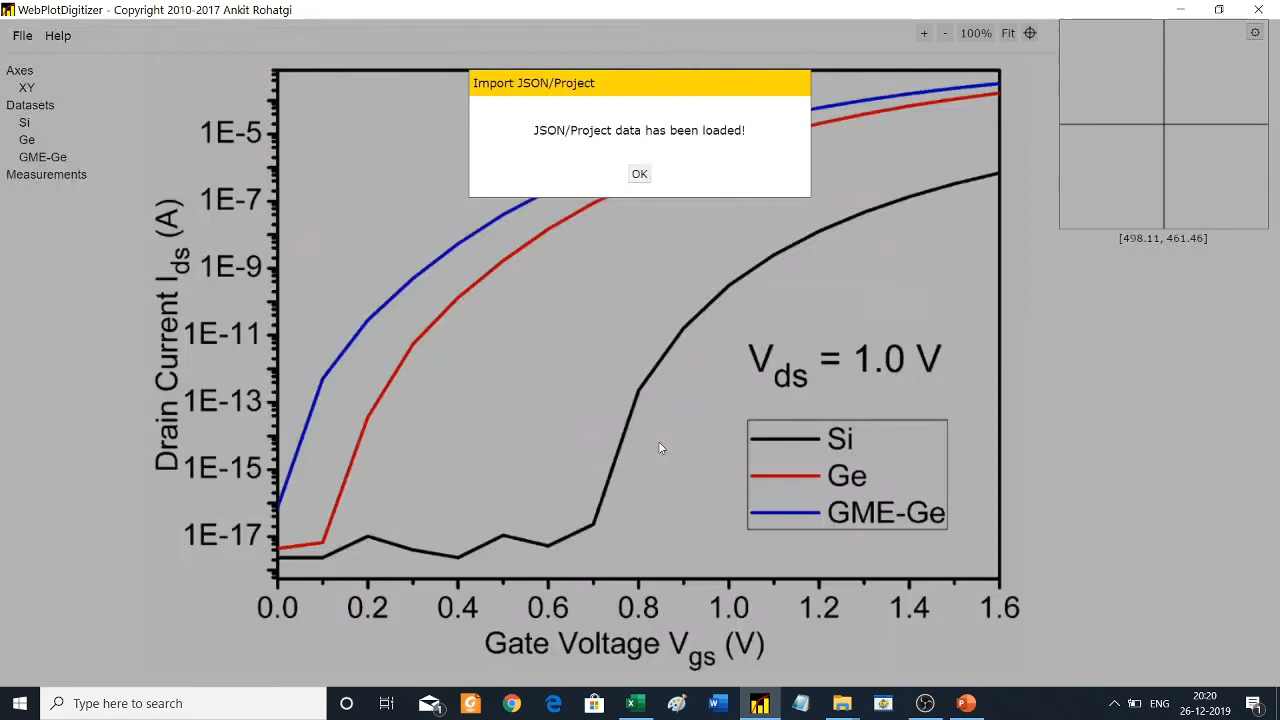 WebPlotDigitizer - Copyright 2010-2017 Ankit Rohatgi
File Help
+ - 100% Fit
Axes
XY
Datasets
Si
Ge
GME-Ge
Measurements
Import JSON/Project
JSON/Project data has been loaded!
OK
[498.11, 461.46]
Drain Current Ids (A)
1E-5
1E-7
1E-9
1E-11
1E-13
1E-15
1E-17
Vds = 1.0 V
Si
Ge
GME-Ge
0.0 0.2 0.4 0.6 0.8 1.0 1.2 1.4 1.6
Gate Voltage Vgs (V)
Type here to search
ENG
20:20
26-12-2019